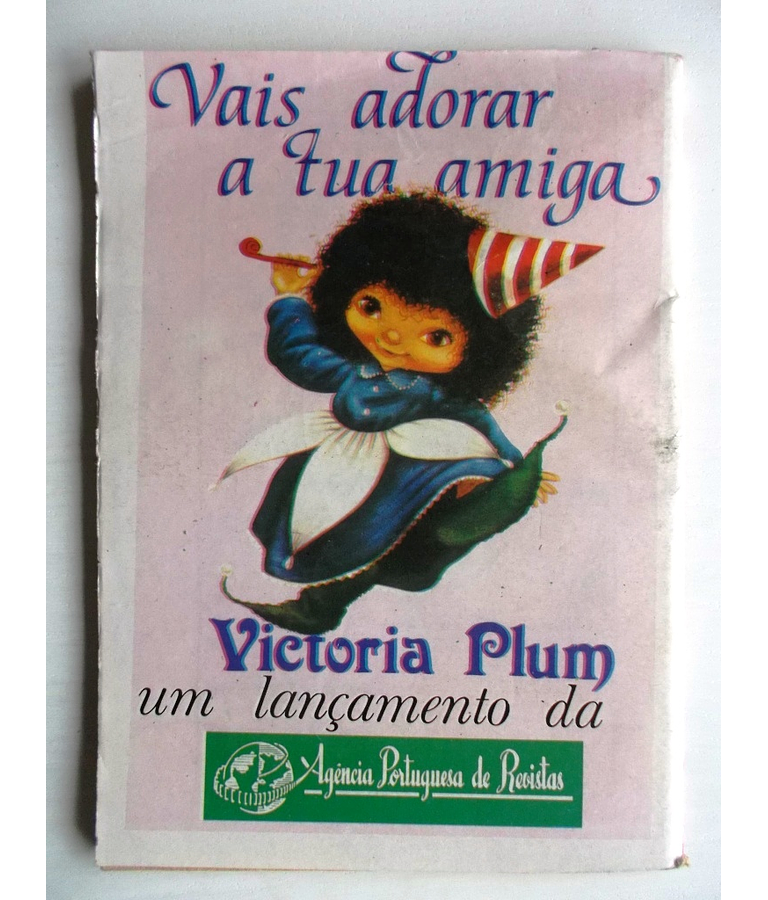 Vais adorar
a tua amiga
Victoria Plum
um lançamento da
Agência Portuguesa de Revistas